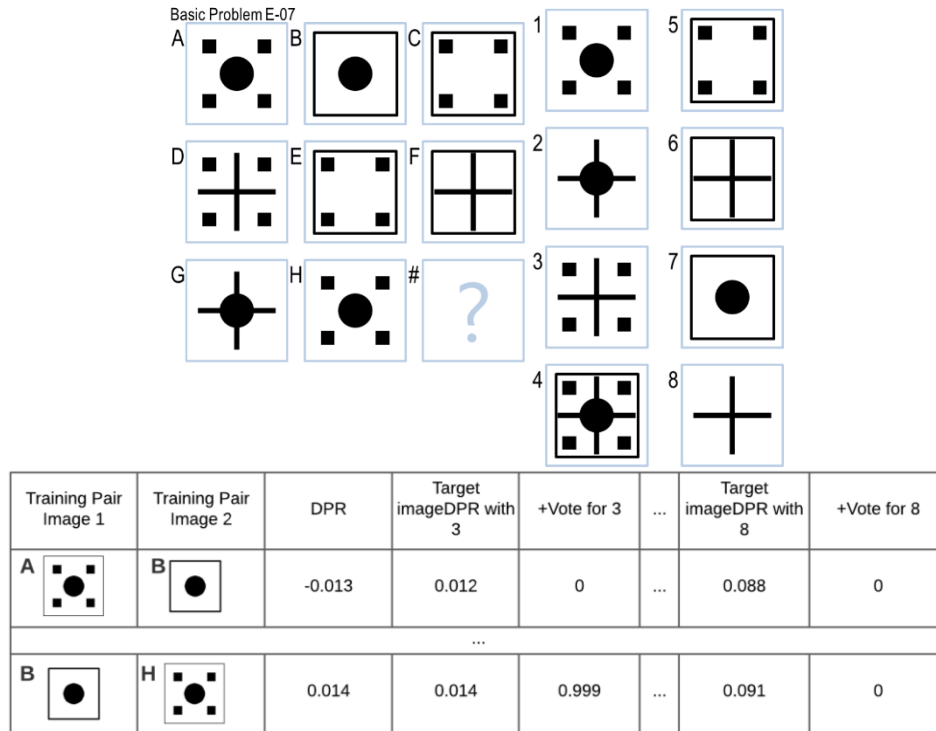 Basic Problem E-07
A B C 1 5
D E F 2 6
G H # ? 3 7
4 8
Training Pair Image 1 Training Pair Image 2 DPR Target imageDPR with 3 +Vote for 3 ... Target imageDPR with 8 +Vote for 8
A B -0.013 0.012 0 ... 0.088 0
...
B H 0.014 0.014 0.999 ... 0.091 0